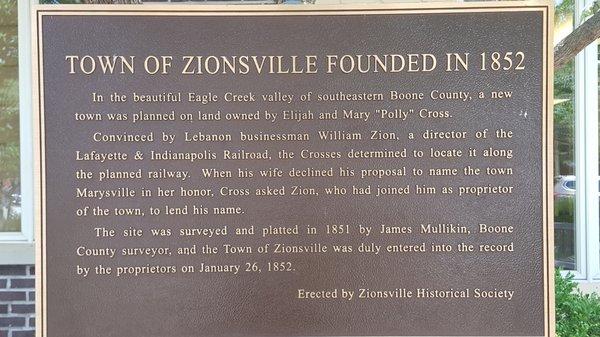 TOWN OF ZIONSVILLE FOUNDED IN 1852
In the beautiful Eagle Creek valley of southeastern Boone County, a new
town was planned on land owned by Elijah and Mary "Polly" Cross.
Convinced by Lebanon businessman William Zion, a director of the
Lafayette & Indianapolis Railroad, the Crosses determined to locate it along
the planned railway. When his wife declined his proposal to name the town
Marysville in her honor, Cross asked Zion, who had joined him as proprietor
of the town, to lend his name.
The site was surveyed and platted in 1851 by James Mullikin, Boone
County surveyor, and the Town of Zionsville was duly entered into the record
by the proprietors on January 26, 1852.
Erected by Zionsville Historical Society